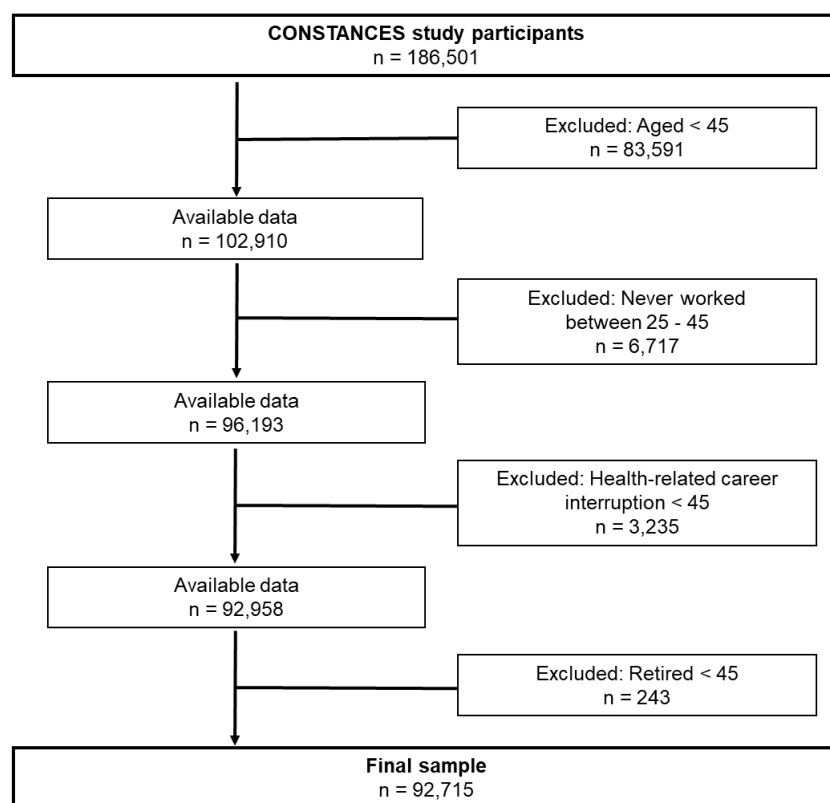 CONSTANCES study participants
n = 186,501
Excluded: Aged < 45
n = 83,591
Available data
n = 102,910
Excluded: Never worked
between 25 - 45
n = 6,717
Available data
n = 96,193
Excluded: Health-related career
interruption < 45
n = 3,235
Available data
n = 92,958
Excluded: Retired < 45
n = 243
Final sample
n = 92,715